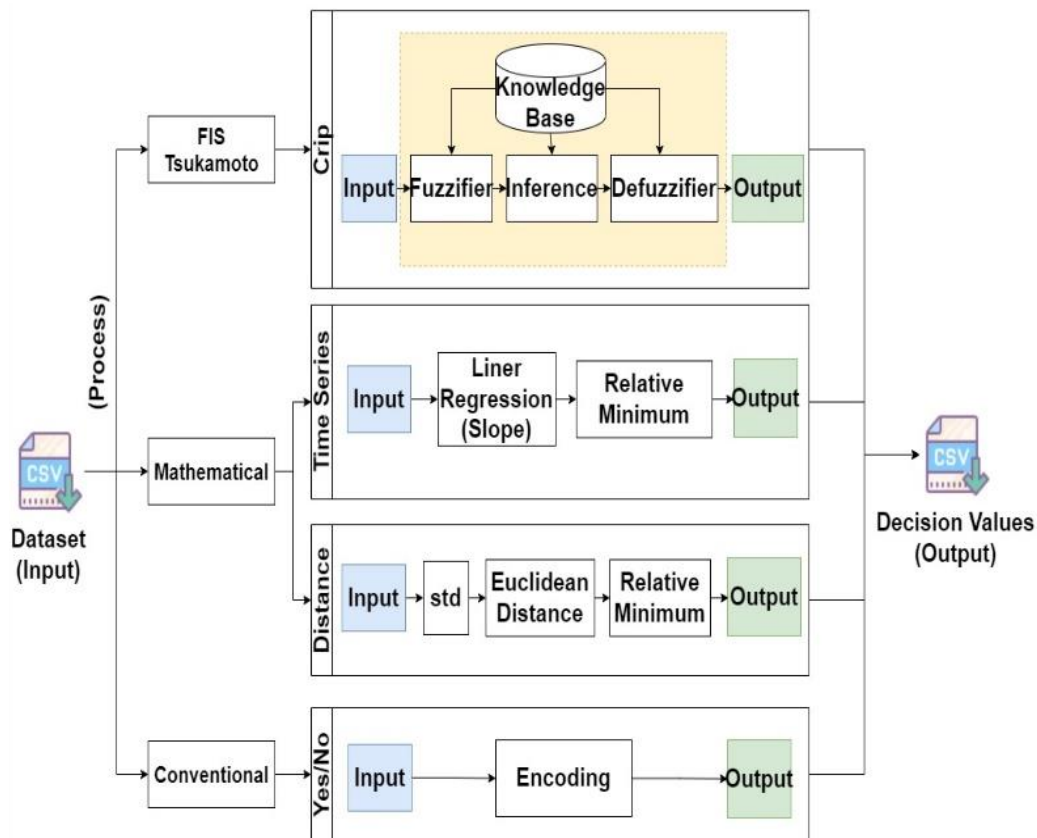 CSV
Dataset
(Input)
(Process)
FIS
Tsukamoto
Mathematical
Conventional
Crip
Knowledge
Base
Input
Fuzzifier
Inference
Defuzzifier
Output
Time Series
Input
Liner
Regression
(Slope)
Relative
Minimum
Output
Distance
Input
std
Euclidean
Distance
Relative
Minimum
Output
Yes/No
Input
Encoding
Output
CSV
Decision Values
(Output)